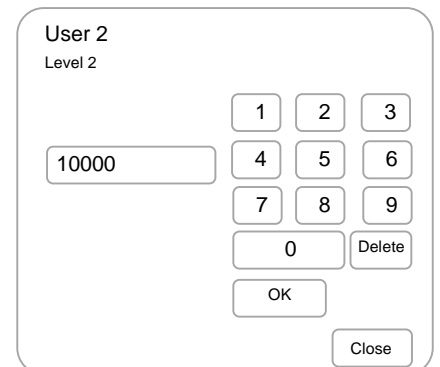 User 2
Level 2
1 2 3
10000
4 5 6
7 8 9
0 Delete
OK
Close